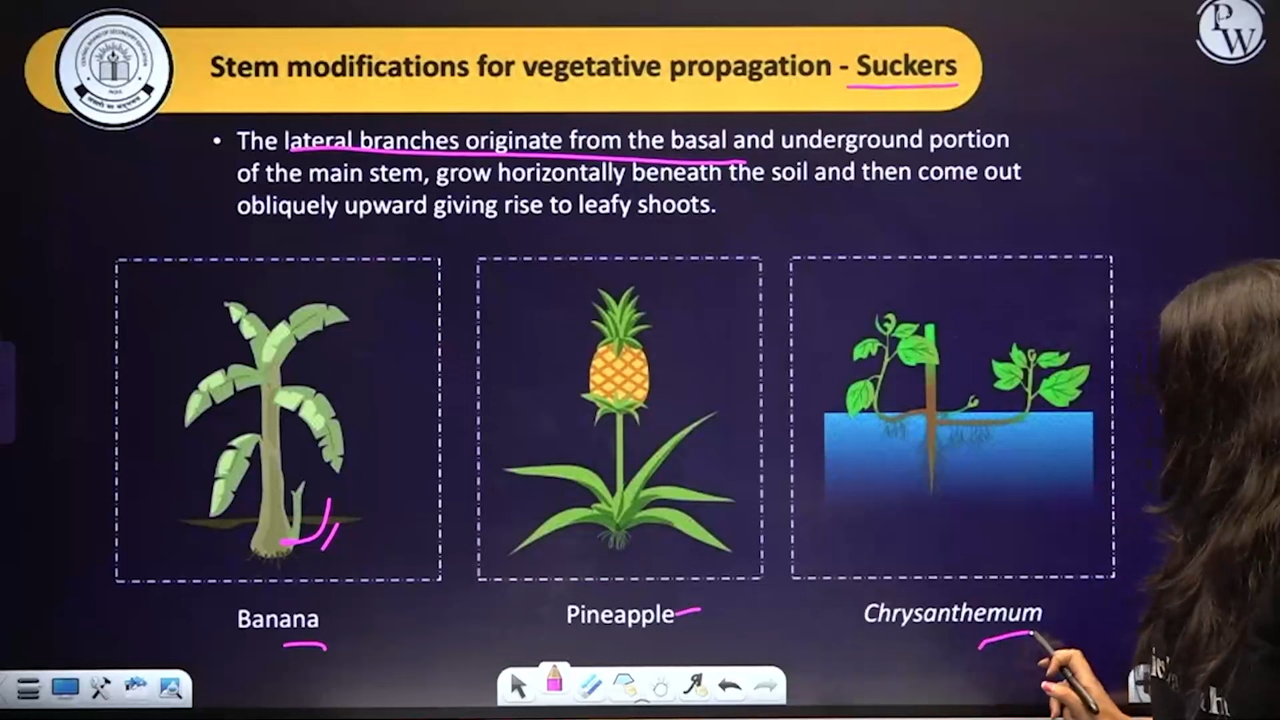 PW
Stem modifications for vegetative propagation - Suckers
• The lateral branches originate from the basal and underground portion
of the main stem, grow horizontally beneath the soil and then come out
obliquely upward giving rise to leafy shoots.
Banana
Pineapple
Chrysanthemum